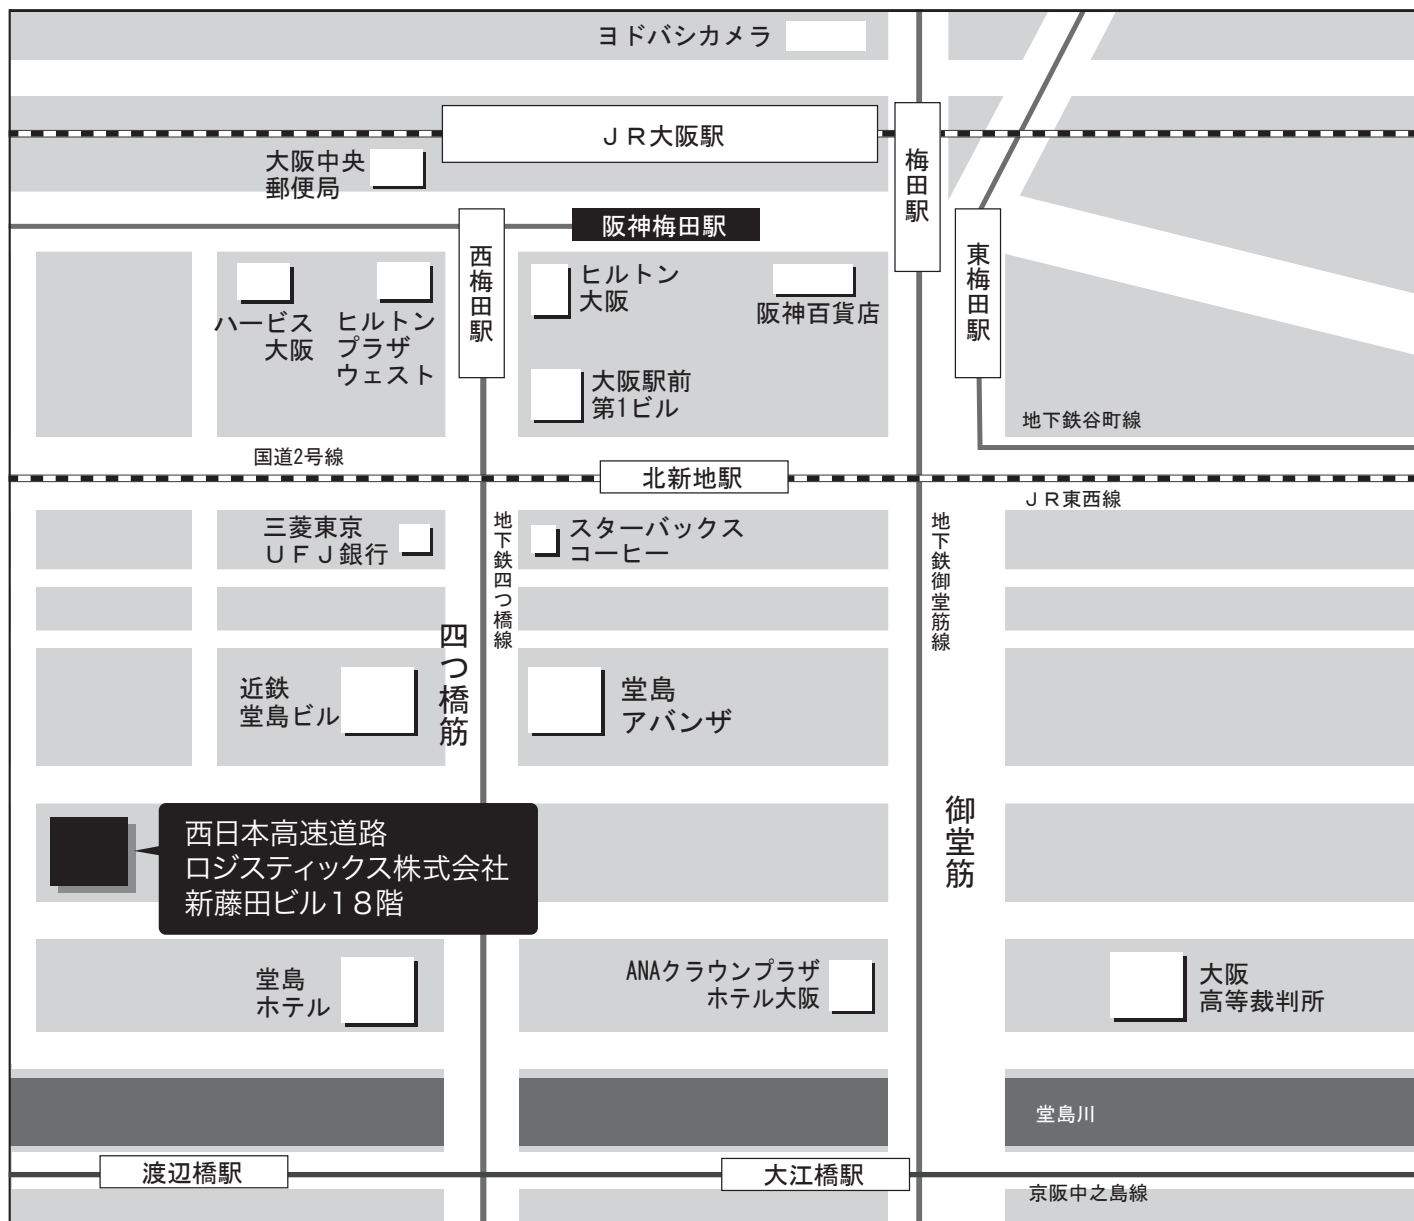 ヨドバシカメラ
ＪＲ大阪駅
梅田駅
大阪中央
郵便局
阪神梅田駅
西梅田駅
東梅田駅
ハービス
大阪
ヒルトン
プラザ
ウェスト
ヒルトン
大阪
阪神百貨店
大阪駅前
第1ビル
地下鉄谷町線
国道2号線
北新地駅
ＪＲ東西線
三菱東京
ＵＦＪ銀行
地下鉄四つ橋線
スターバックス
コーヒー
地下鉄御堂筋線
四つ橋筋
近鉄
堂島ビル
堂島
アバンザ
御堂筋
西日本高速道路
ロジスティックス株式会社
新藤田ビル１８階
堂島
ホテル
ANAクラウンプラザ
ホテル大阪
大阪
高等裁判所
堂島川
渡辺橋駅
大江橋駅
京阪中之島線